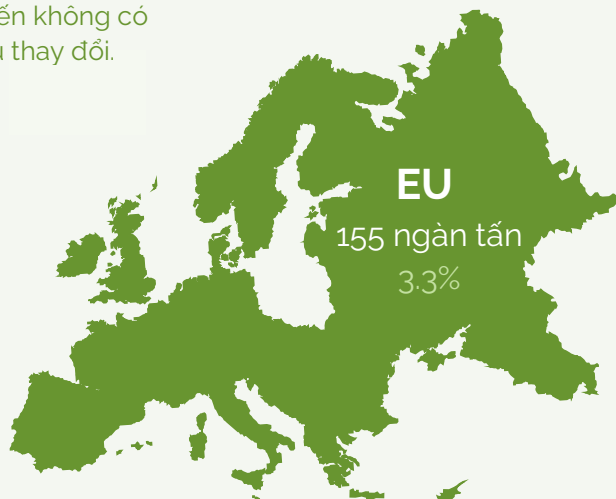 ến không có
thay đổi.
EU
155 ngàn tấn
3.3%